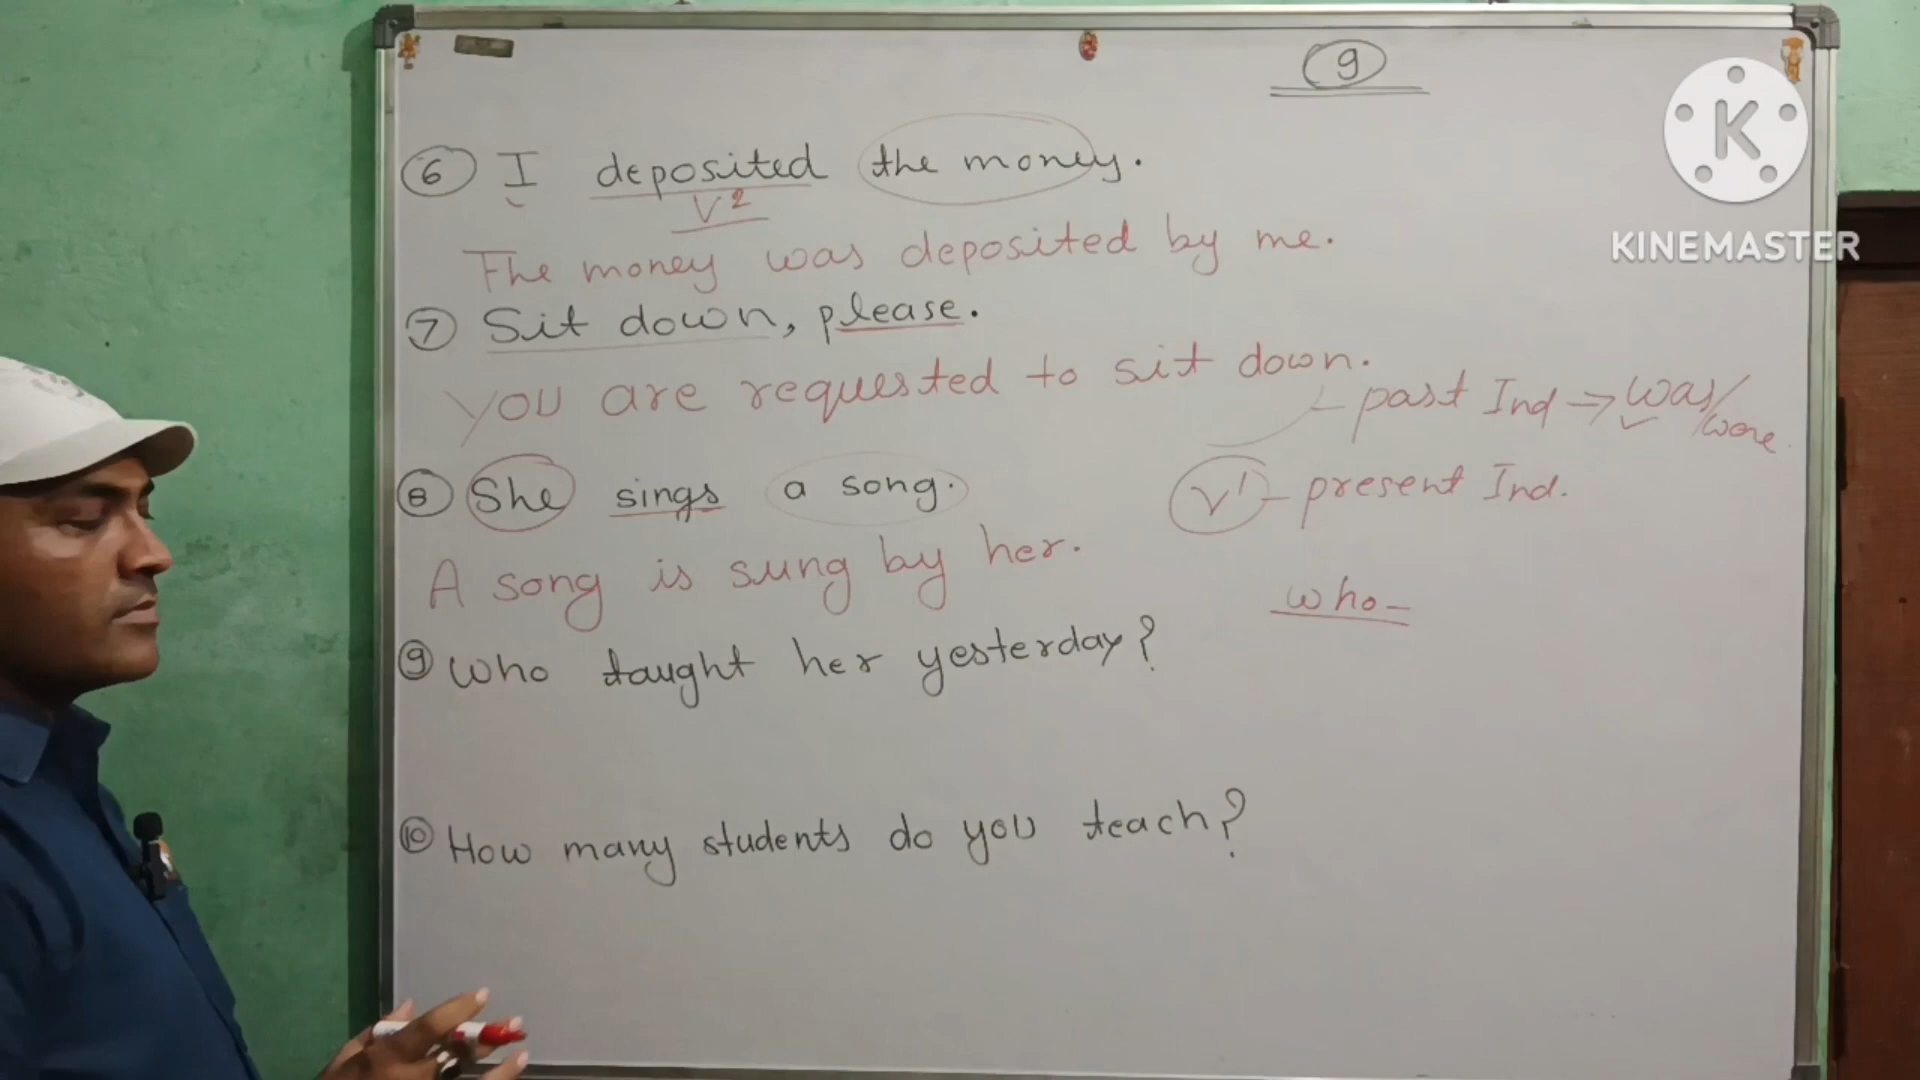 9
K
KINEMASTER
6 I deposited the money.
V2
The money was deposited by me.
7 Sit down, please.
You are requested to sit down.
past Ind → was/were
8 She sings a song.
V1 - present Ind.
A song is sung by her.
who-
9 Who taught her yesterday?
10 How many students do you teach?